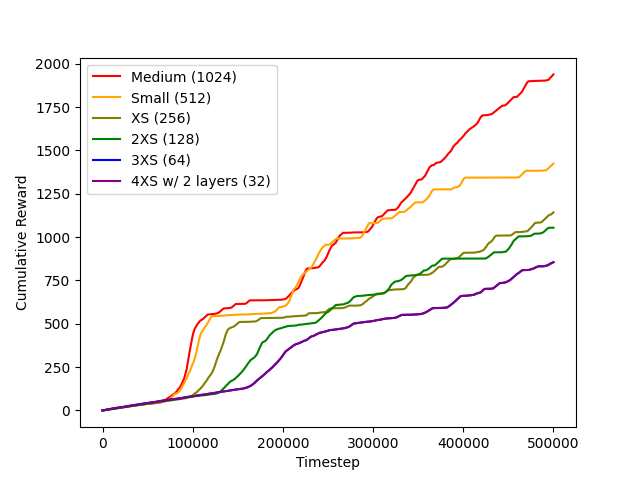 2000
1750
1500
1250
1000
750
500
250
0
Cumulative Reward
Medium (1024)
Small (512)
XS (256)
2XS (128)
3XS (64)
4XS w/ 2 layers (32)
0 100000 200000 300000 400000 500000
Timestep